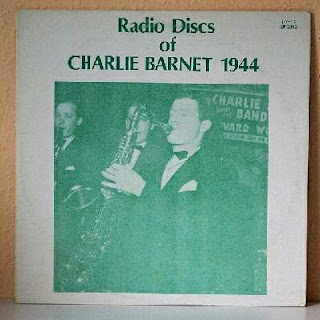 Radio Discs
of
CHARLIE BARNET 1944
CHARLIE
BAND